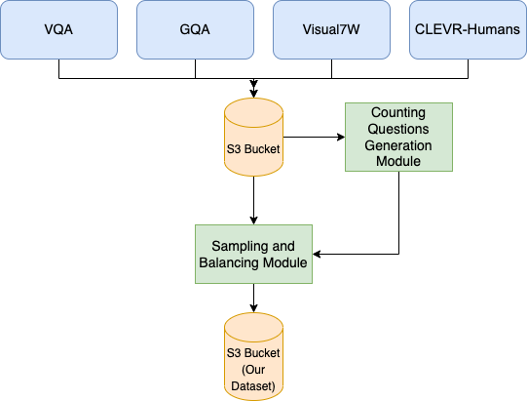 VQA
GQA
Visual7W
CLEVR-Humans
S3 Bucket
Counting
Questions
Generation
Module
Sampling and
Balancing Module
S3 Bucket
(Our
Dataset)